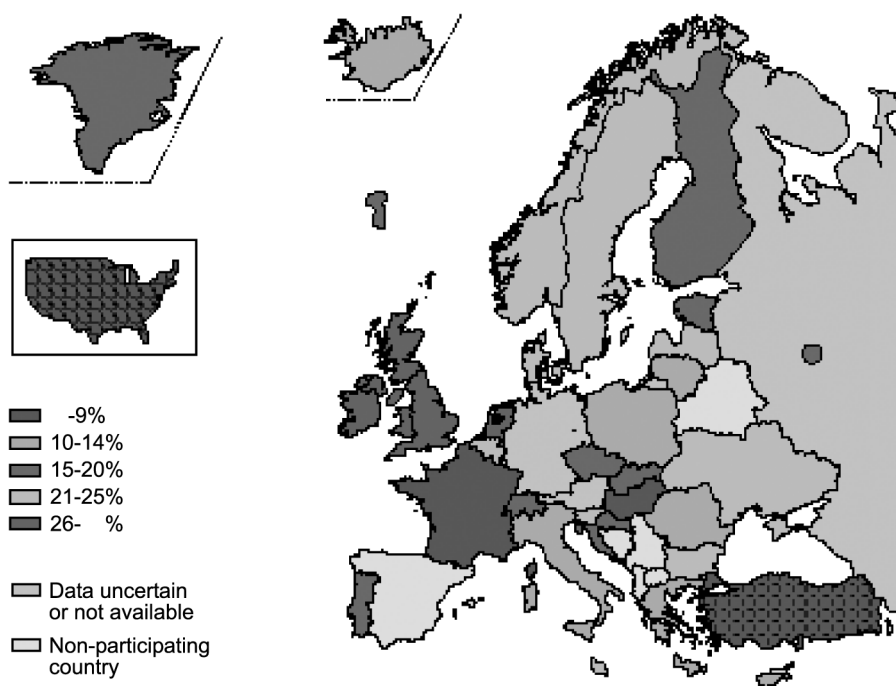 -9%
10-14%
15-20%
21-25%
26- %
Data uncertain
or not available
Non-participating
country